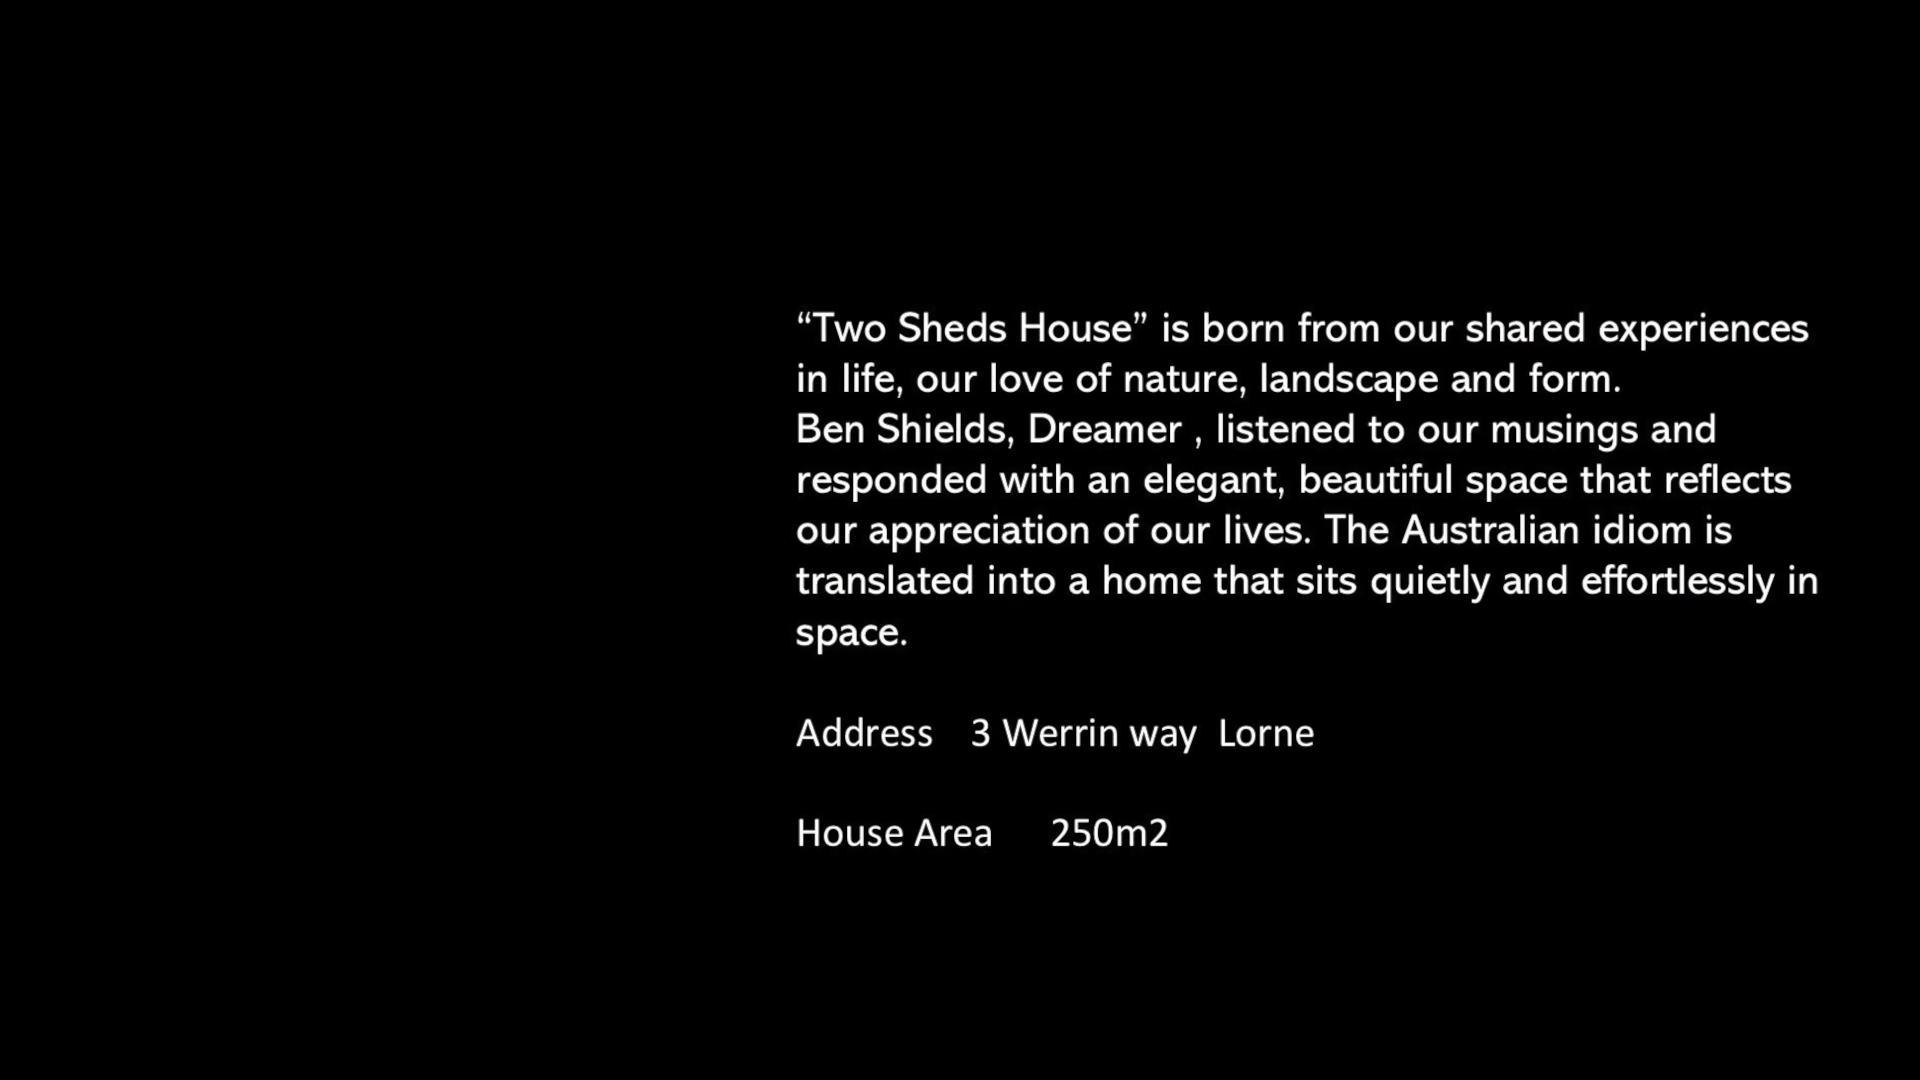 “Two Sheds House” is born from our shared experiences
in life, our love of nature, landscape and form.
Ben Shields, Dreamer , listened to our musings and
responded with an elegant, beautiful space that reflects
our appreciation of our lives. The Australian idiom is
translated into a home that sits quietly and effortlessly in
space.
Address 3 Werrin way Lorne
House Area 250m2